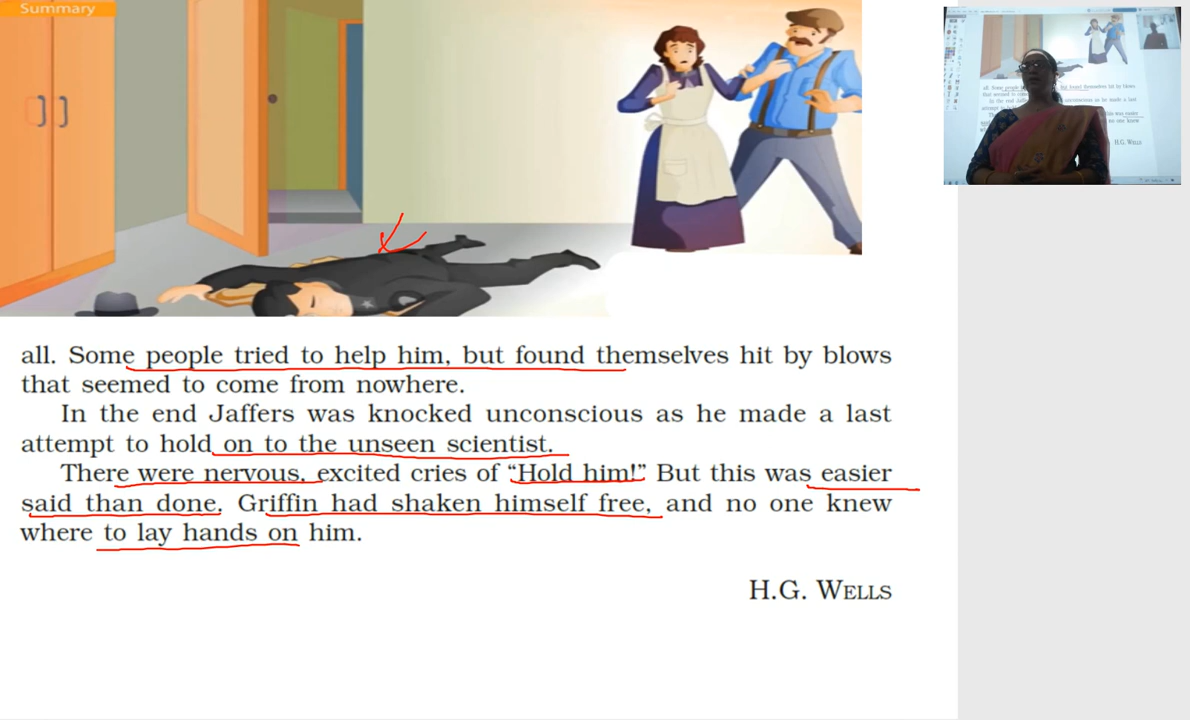 Summary
all. Some people tried to help him, but found themselves hit by blows
that seemed to come from nowhere.
In the end Jaffers was knocked unconscious as he made a last
attempt to hold on to the unseen scientist.
There were nervous, excited cries of “Hold him!” But this was easier
said than done. Griffin had shaken himself free, and no one knew
where to lay hands on him.
H.G. WELLS